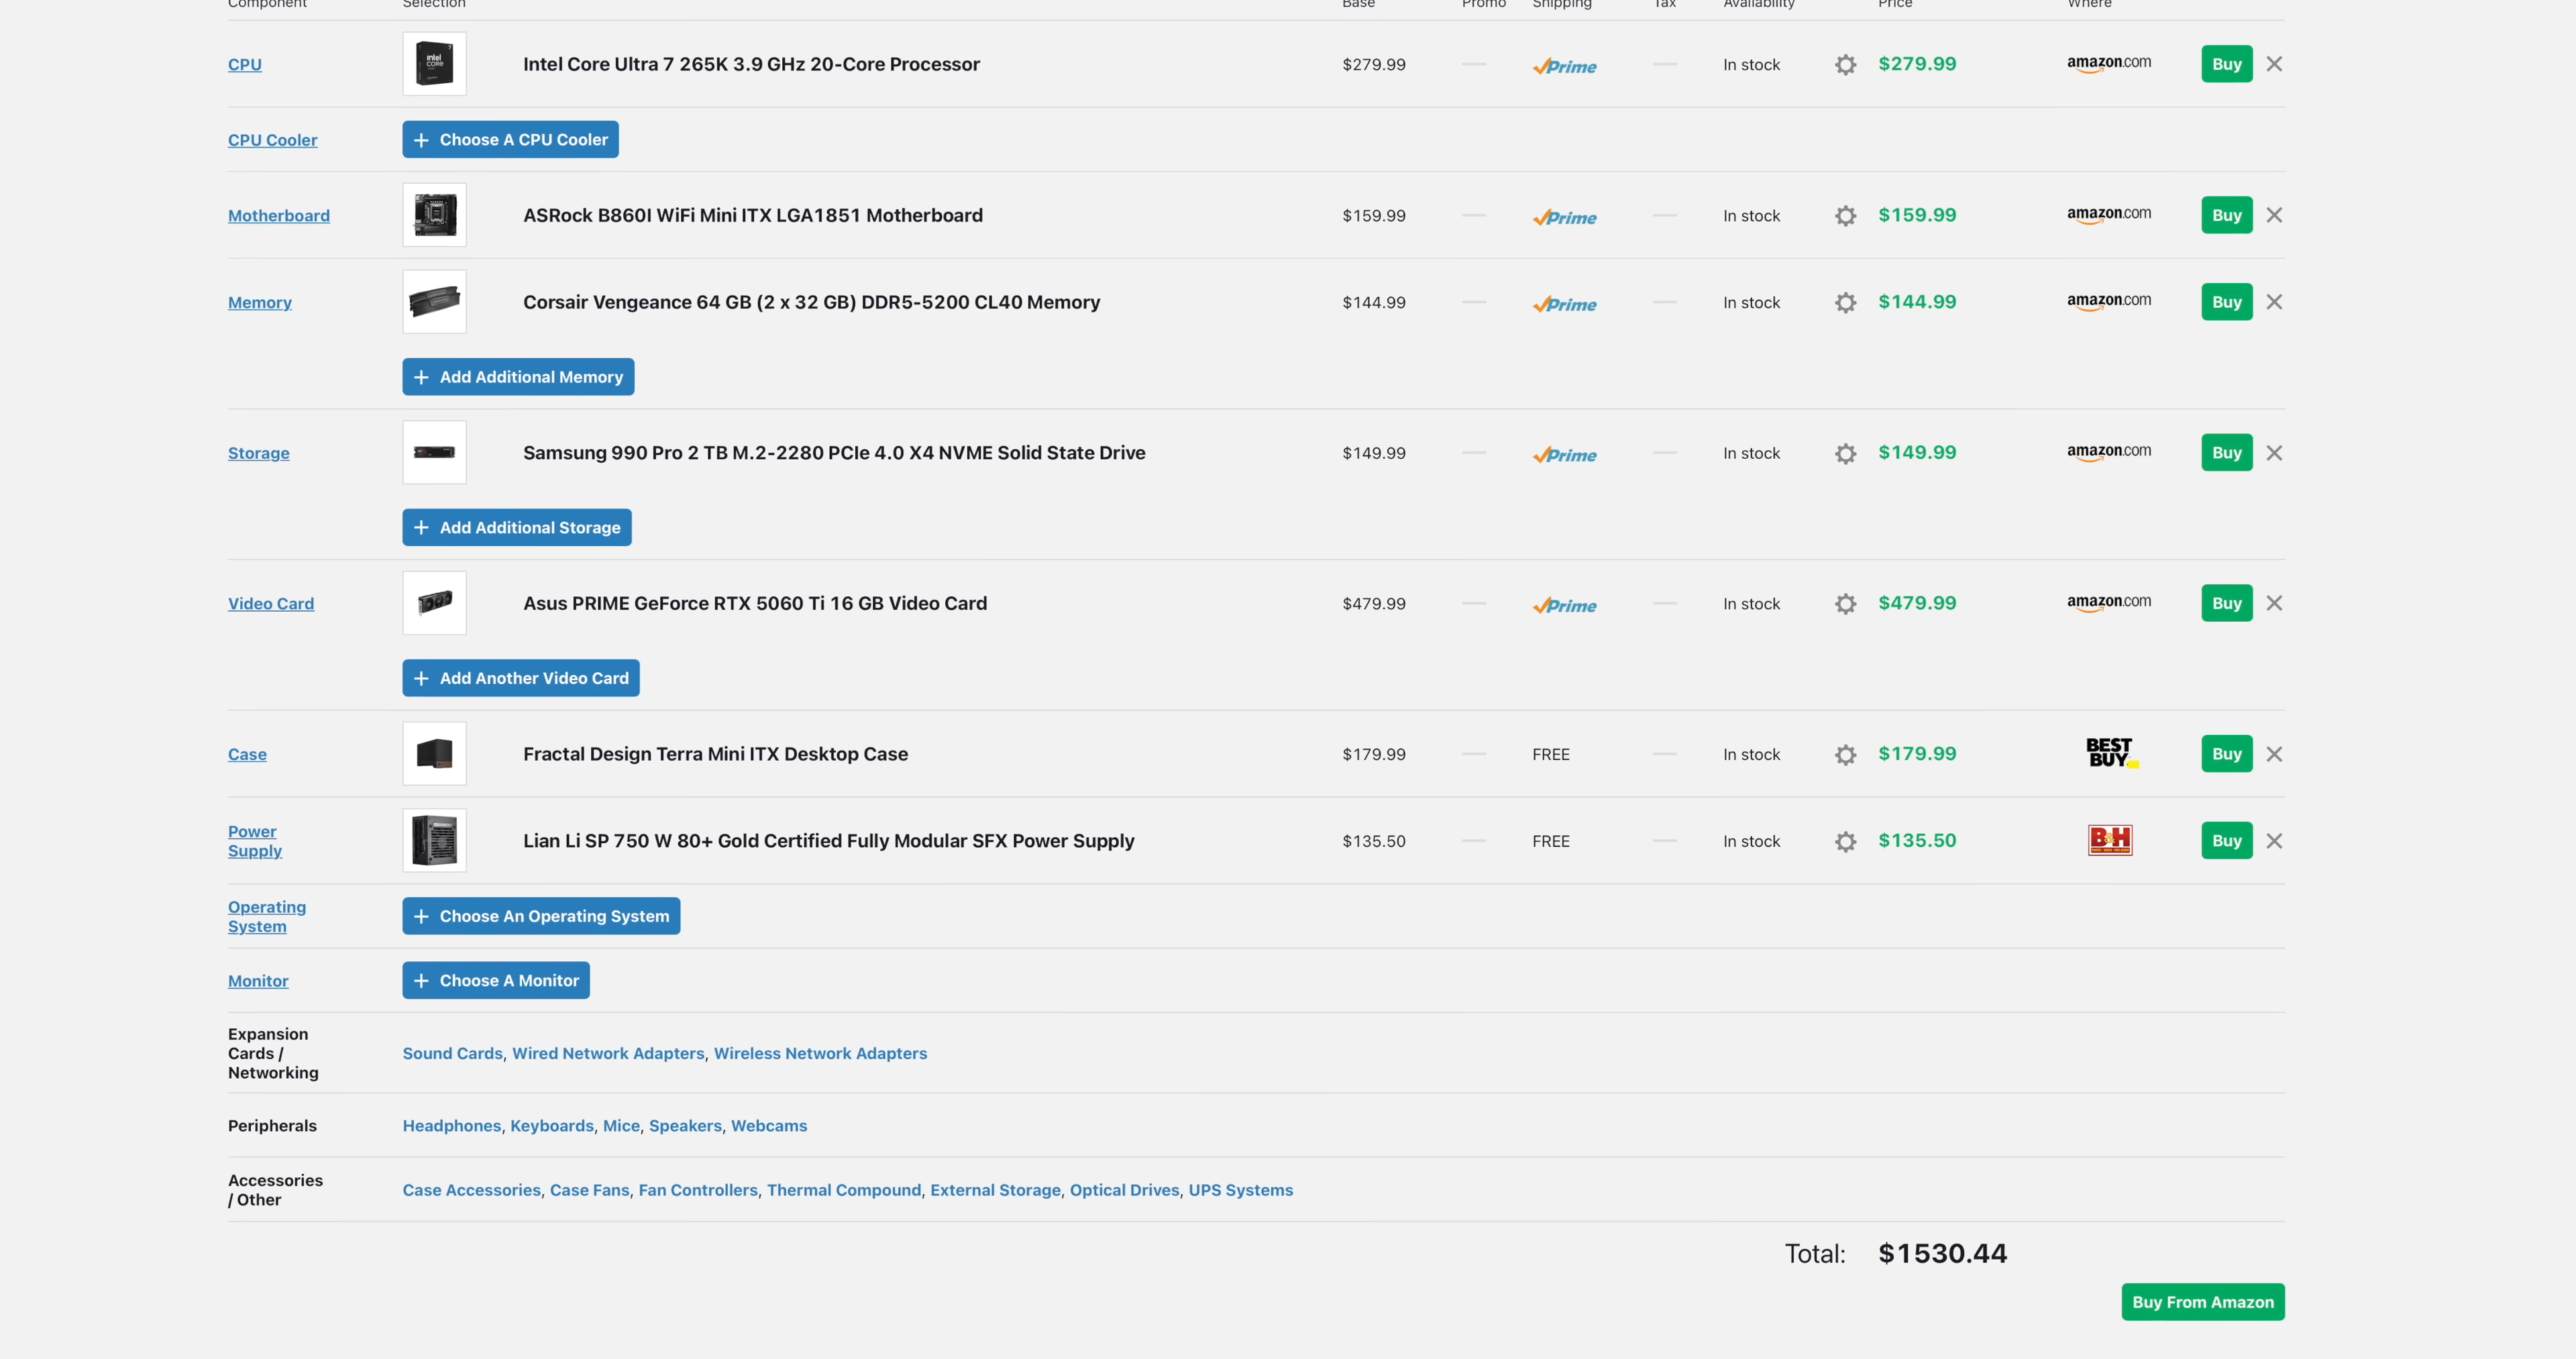 Component Selection Base Promo Shipping Tax Availability Price Where
CPU intel CORE Intel Core Ultra 7 265K 3.9 GHz 20-Core Processor $279.99 — Prime — In stock $279.99 amazon.com Buy
CPU Cooler + Choose A CPU Cooler
Motherboard ASRock B860I WiFi Mini ITX LGA1851 Motherboard $159.99 — Prime — In stock $159.99 amazon.com Buy
Memory Corsair Vengeance 64 GB (2 x 32 GB) DDR5-5200 CL40 Memory $144.99 — Prime — In stock $144.99 amazon.com Buy
+ Add Additional Memory
Storage Samsung 990 Pro 2 TB M.2-2280 PCIe 4.0 X4 NVME Solid State Drive $149.99 — Prime — In stock $149.99 amazon.com Buy
+ Add Additional Storage
Video Card Asus PRIME GeForce RTX 5060 Ti 16 GB Video Card $479.99 — Prime — In stock $479.99 amazon.com Buy
+ Add Another Video Card
Case Fractal Design Terra Mini ITX Desktop Case $179.99 — FREE — In stock $179.99 BEST BUY Buy
Power Supply Lian Li SP 750 W 80+ Gold Certified Fully Modular SFX Power Supply $135.50 — FREE — In stock $135.50 B&H Buy
Operating System + Choose An Operating System
Monitor + Choose A Monitor
Expansion Cards / Networking Sound Cards, Wired Network Adapters, Wireless Network Adapters
Peripherals Headphones, Keyboards, Mice, Speakers, Webcams
Accessories / Other Case Accessories, Case Fans, Fan Controllers, Thermal Compound, External Storage, Optical Drives, UPS Systems
Total: $1530.44
Buy From Amazon